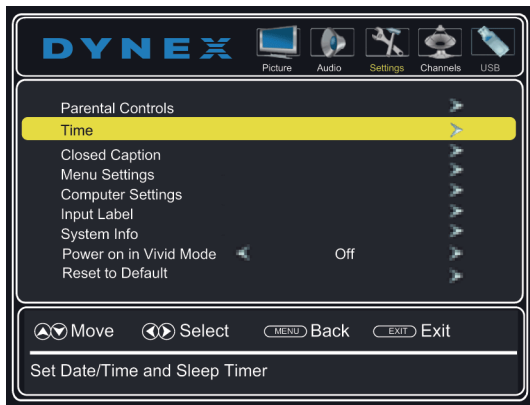 DYNEX
Picture Audio Settings Channels USB
Parental Controls
Time
Closed Caption
Menu Settings
Computer Settings
Input Label
System Info
Power on in Vivid Mode Off
Reset to Default
Move Select MENU Back EXIT Exit
Set Date/Time and Sleep Timer